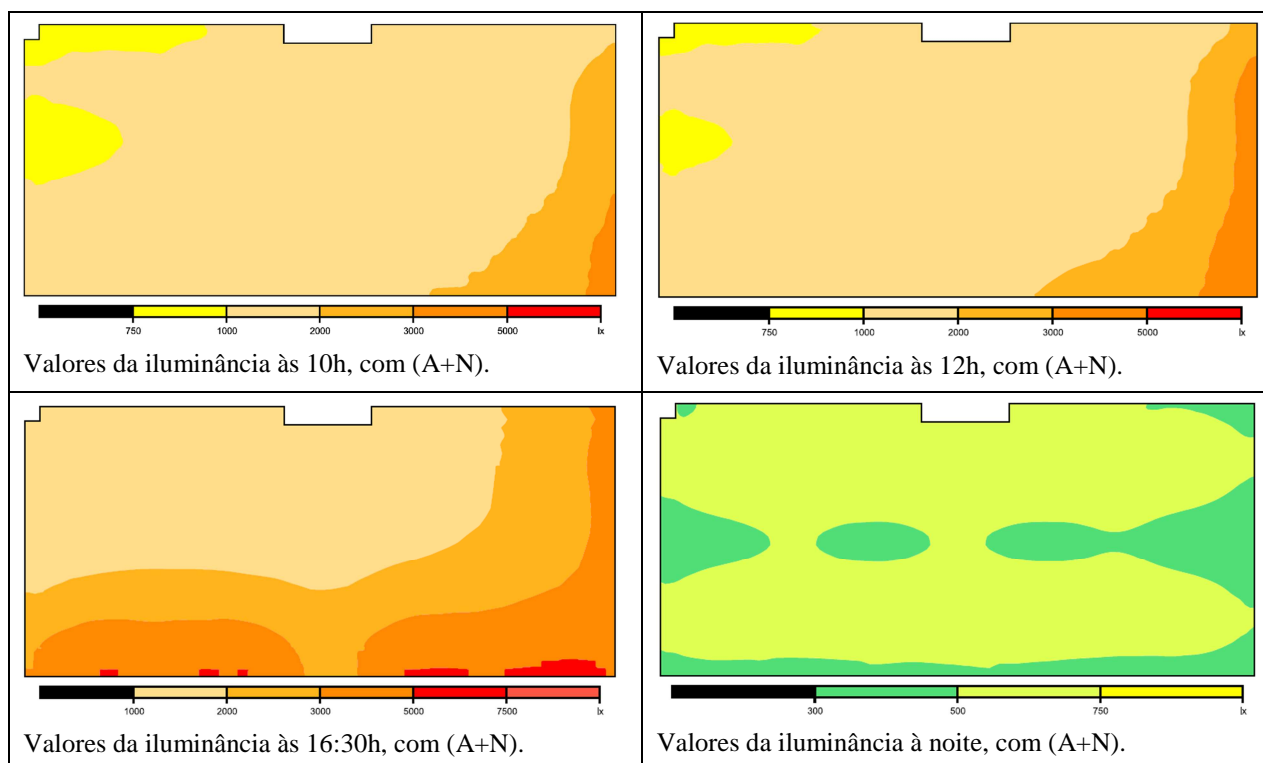 750 1000 2000 3000 5000 lx
Valores da iluminância às 10h, com (A+N).
750 1000 2000 3000 5000 lx
Valores da iluminância às 12h, com (A+N).
1000 2000 3000 5000 7500 lx
Valores da iluminância às 16:30h, com (A+N).
300 500 750 lx
Valores da iluminância à noite, com (A+N).